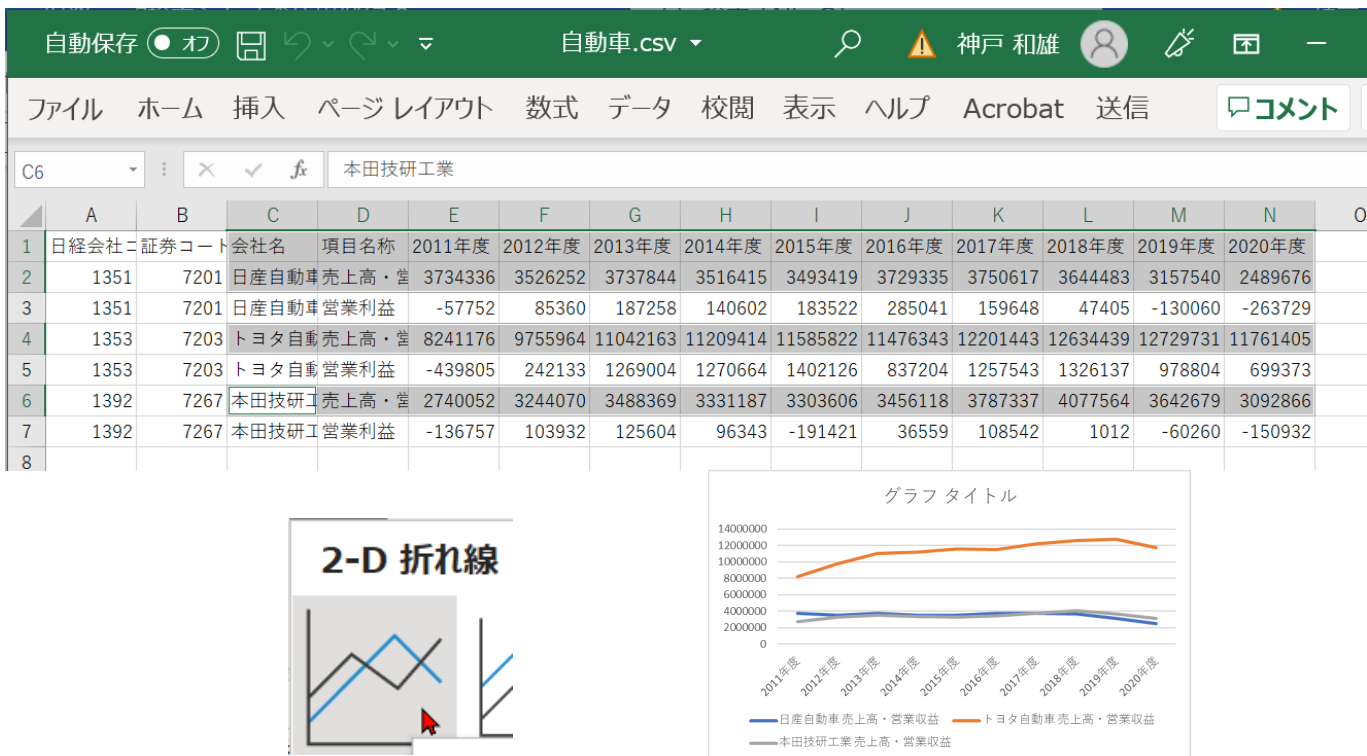 自動保存 オフ 自動車.csv 神戸 和雄
ファイル ホーム 挿入 ページ レイアウト 数式 データ 校閲 表示 ヘルプ Acrobat 送信 コメント
C6 fx 本田技研工業
A B C D E F G H I J K L M N O
1 日経会社コ 証券コート 会社名 項目名称 2011年度 2012年度 2013年度 2014年度 2015年度 2016年度 2017年度 2018年度 2019年度 2020年度
2 1351 7201 日産自動車 売上高・営 3734336 3526252 3737844 3516415 3493419 3729335 3750617 3644483 3157540 2489676
3 1351 7201 日産自動車 営業利益 -57752 85360 187258 140602 183522 285041 159648 47405 -130060 -263729
4 1353 7203 トヨタ自動 売上高・営 8241176 9755964 11042163 11209414 11585822 11476343 12201443 12634439 12729731 11761405
5 1353 7203 トヨタ自動 営業利益 -439805 242133 1269004 1270664 1402126 837204 1257543 1326137 978804 699373
6 1392 7267 本田技研工 売上高・営 2740052 3244070 3488369 3331187 3303606 3456118 3787337 4077564 3642679 3092866
7 1392 7267 本田技研工 営業利益 -136757 103932 125604 96343 -191421 36559 108542 1012 -60260 -150932
8
2-D 折れ線
グラフ タイトル
14000000
12000000
10000000
8000000
6000000
4000000
2000000
0
2011年度 2012年度 2013年度 2014年度 2015年度 2016年度 2017年度 2018年度 2019年度 2020年度
日産自動車 売上高・営業収益 トヨタ自動車 売上高・営業収益
本田技研工業 売上高・営業収益